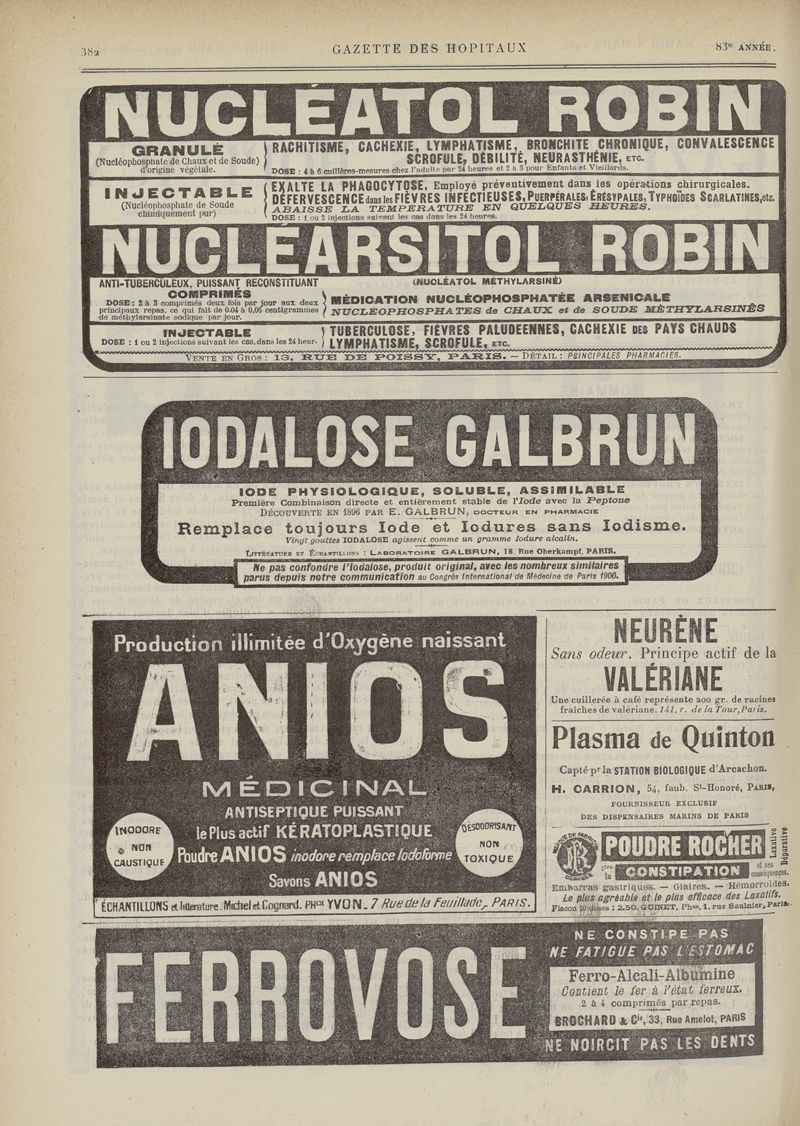 382 GAZETTE DES HOPITAUX 83e ANNÉE.
NUCLÉATOL ROBIN
GRANULÉ
(Nucléophosphate de Chaux et de Soude)
d'origine végétale.
RACHITISME, CACHEXIE, LYMPHATISME, BRONCHITE CHRONIQUE, CONVALESCENCE
SCROFULE, DÉBILITÉ, NEURASTHÉNIE, ETC.
DOSE : 4 à 6 cuillères-mesures chez l'adulte par 24 heures et 2 à 3 pour Enfants et Vieillards.
INJECTABLE
(Nucléophosphate de Soude
chimiquement pur)
EXALTE LA PHAGOCYTOSE, Employé préventivement dans les opérations chirurgicales.
DÉFERVESCENCE dans les FIÈVRES INFECTIEUSES, PUERPÉRALES, ÉRÉSYPALES, TYPHOÏDES SCARLATINES, etc.
ABAISSE LA TEMPÉRATURE EN QUELQUES HEURES.
DOSE : 1 ou 2 injections suivant les cas dans les 24 heures.
NUCLÉARSITOL ROBIN
ANTI-TUBERCULEUX, PUISSANT RECONSTITUANT (NUCLÉATOL MÉTHYLARSINÉ)
COMPRIMÉS
DOSE : 2 à 3 comprimés deux fois par jour aux deux
principaux repas, ce qui fait de 0.04 à 0,06 centigrammes
de méthylarsinate sodique par jour.
MÉDICATION NUCLÉOPHOSPHATÉE ARSENICALE
NUCLÉOPHOSPHATES de CHAUX et de SOUDE MÉTHYLARSINÉS
INJECTABLE
DOSE : 1 ou 2 injections suivant les cas, dans les 24 heur.
TUBERCULOSE, FIÈVRES PALUDEENNES, CACHEXIE DES PAYS CHAUDS
LYMPHATISME, SCROFULE, ETC.
VENTE EN GROS : 13, RUE DE POISSY, PARIS. — DÉTAIL : PRINCIPALES PHARMACIES.
IODALOSE GALBRUN
IODE PHYSIOLOGIQUE, SOLUBLE, ASSIMILABLE
Première Combinaison directe et entièrement stable de l'Iode avec la Peptone
DÉCOUVERTE EN 1896 PAR E. GALBRUN, DOCTEUR EN PHARMACIE
Remplace toujours Iode et Iodures sans Iodisme.
Vingt gouttes IODALOSE agissent comme un gramme Iodure alcalin.
LITTÉRATURE ET ÉCHANTILLONS : LABORATOIRE GALBRUN, 18, Rue Oberkampf, PARIS.
Ne pas confondre l'Iodalose, produit original, avec les nombreux similaires
parus depuis notre communication au Congrès International de Médecine de Paris 1900.
Production illimitée d'Oxygène naissant
ANIOS
MÉDICINAL
ANTISEPTIQUE PUISSANT
le Plus actif KÉRATOPLASTIQUE
Poudre ANIOS inodore remplace Iodoforme
Savons ANIOS
INODORE
& NON
CAUSTIQUE
DÉSODORISANT
NON
TOXIQUE
ÉCHANTILLONS et littérature. Michel et Cognard. PHCIE YVON. 7 Rue de la Feuillade, PARIS.
NEURÈNE
Sans odeur. Principe actif de la
VALÉRIANE
Une cuillerée à café représente 200 gr. de racines
fraîches de valériane. 141, r. de la Tour, Paris.
Plasma de Quinton
Capté pr la STATION BIOLOGIQUE d'Arcachon.
H. CARRION, 54, faub. St-Honoré, PARIS,
FOURNISSEUR EXCLUSIF
DES DISPENSAIRES MARINS DE PARIS
POUDRE ROCHER
Laxative
Dépurative
CONSTIPATION
et ses
conséquences.
Embarras gastriques. — Glaires. — Hémorroïdes.
Le plus agréable et le plus efficace des Laxatifs.
Flacon 20 doses : 2.50. GUINET, Phen, 1, rue Saulnier, Paris.
FERROVOSE
NE CONSTIPE PAS
NE FATIGUE PAS L'ESTOMAC
Ferro-Alcali-Albumine
Contient le fer à l'état ferreux.
2 à 4 comprimés par repas.
BROCHARD & Cie, 33, Rue Amelot, PARIS
NE NOIRCIT PAS LES DENTS